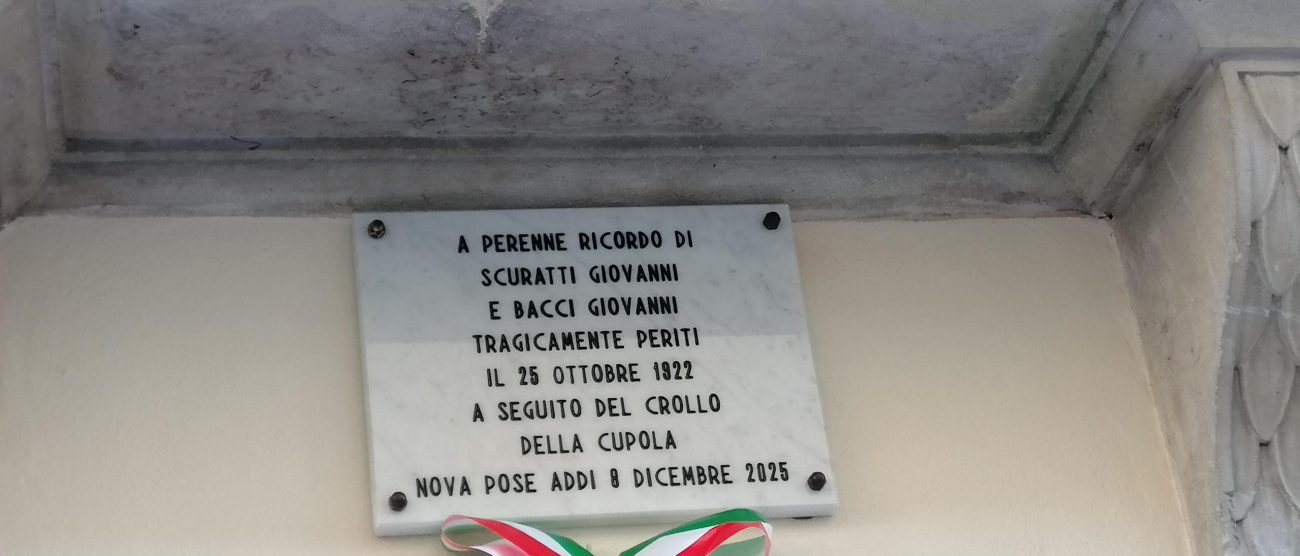 A PERENNE RICORDO DI
SCURATTI GIOVANNI
E BACCI GIOVANNI
TRAGICAMENTE PERITI
IL 25 OTTOBRE 1922
A SEGUITO DEL CROLLO
DELLA CUPOLA
NOVA POSE ADDI 8 DICEMBRE 2025